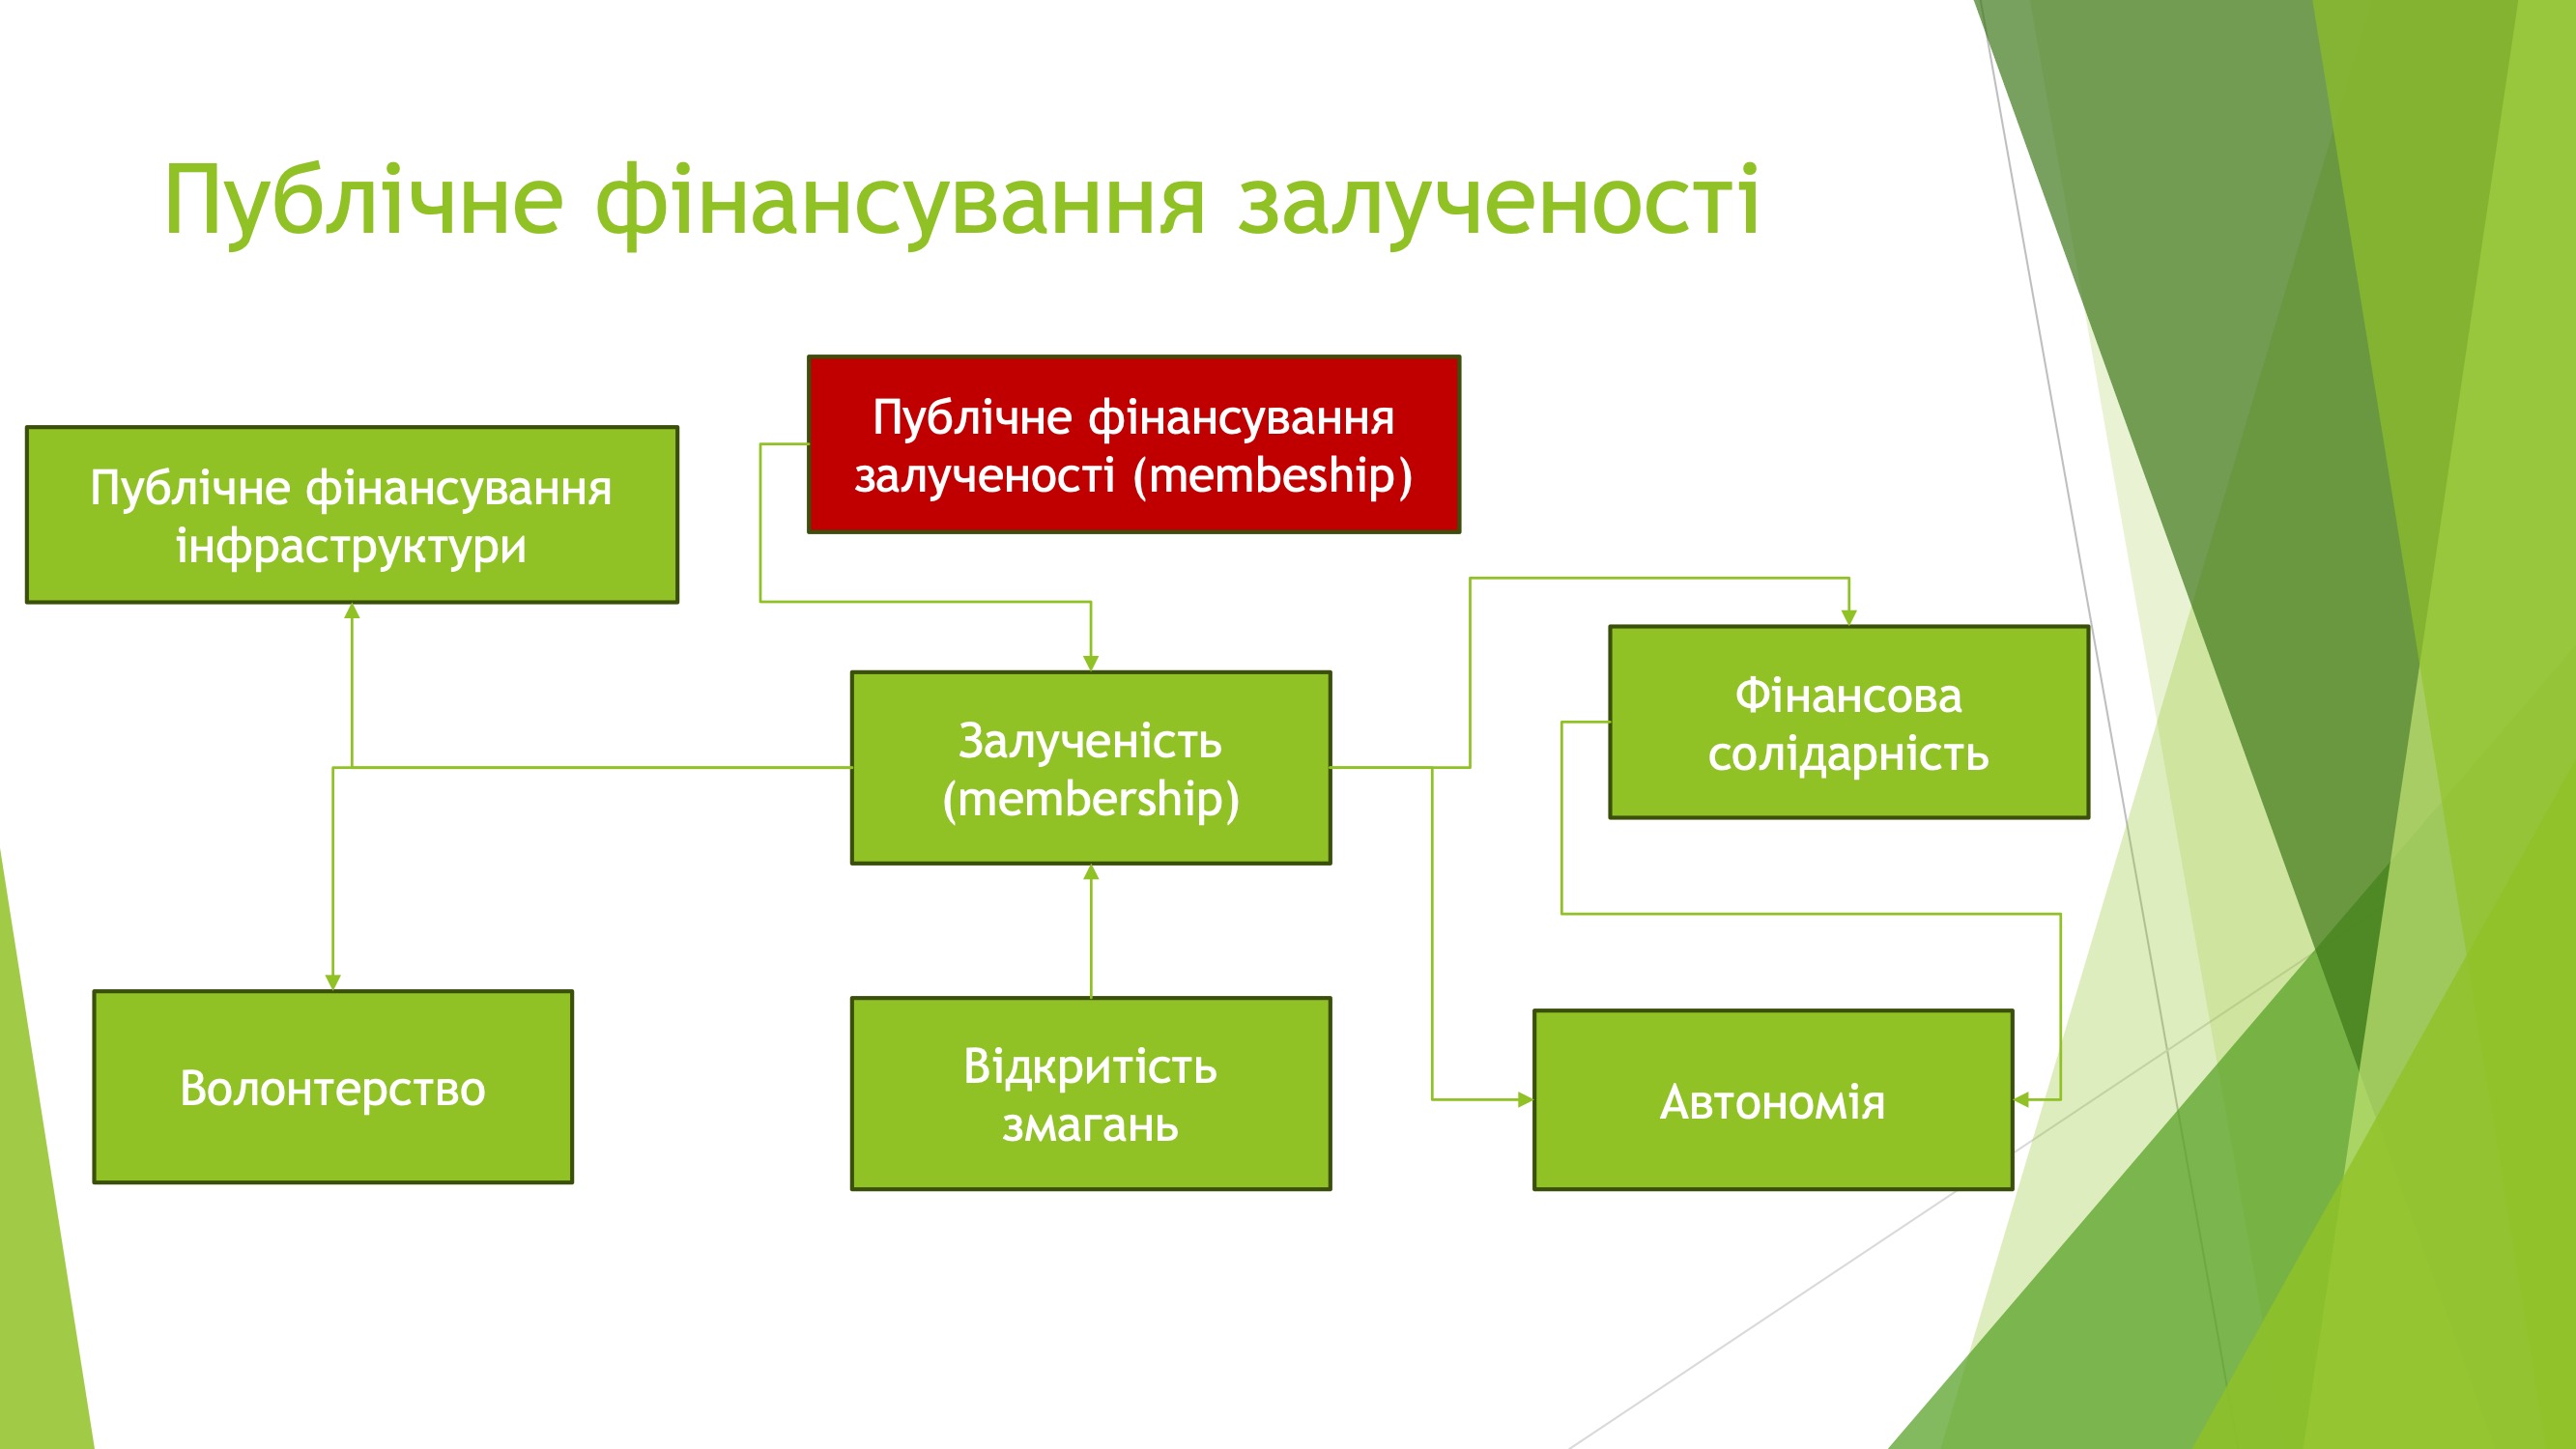 Публічне фінансування залученості
Публічне фінансування
залученості (membeship)
Публічне фінансування
інфраструктури
Залученість
(membership)
Фінансова
солідарність
Волонтерство
Відкритість
змагань
Автономія